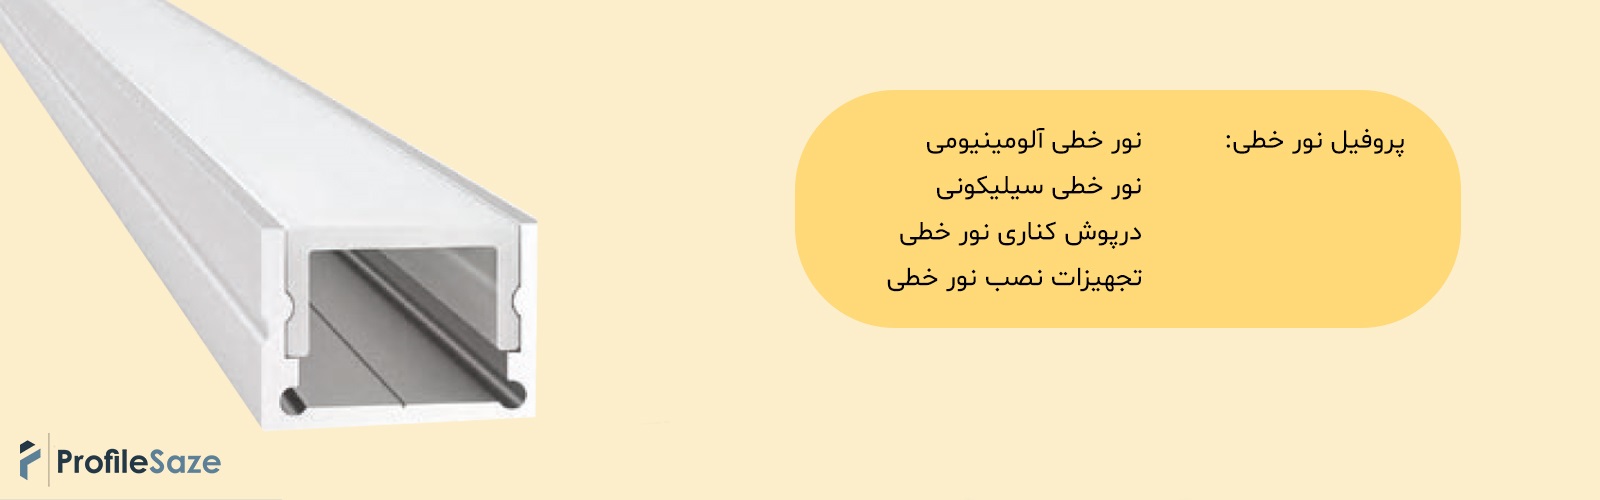 پروفیل نور خطی: نور خطی آلومینیومی
نور خطی سیلیکونی
درپوش کناری نور خطی
تجهیزات نصب نور خطی
ProfileSaze